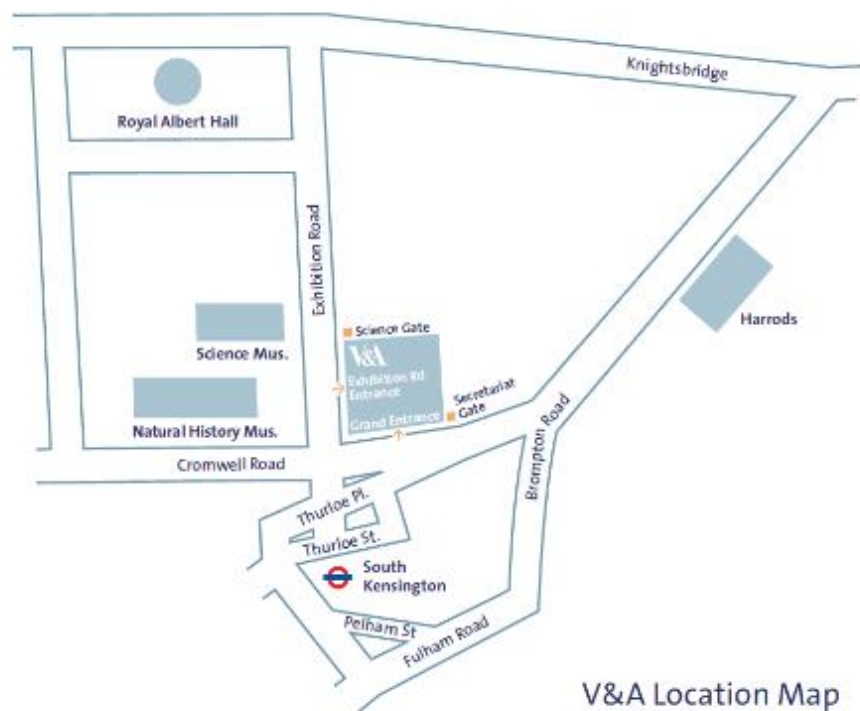 Knightsbridge
Royal Albert Hall
Exhibition Road
Harrods
Science Gate
Science Mus.
V&A
Exhibition Rd
Entrance
Secretariat
Gate
Grand Entrance
Natural History Mus.
Brompton Road
Cromwell Road
Thurloe Pl.
Thurloe St.
South
Kensington
Pelham St
Fulham Road
V&A Location Map